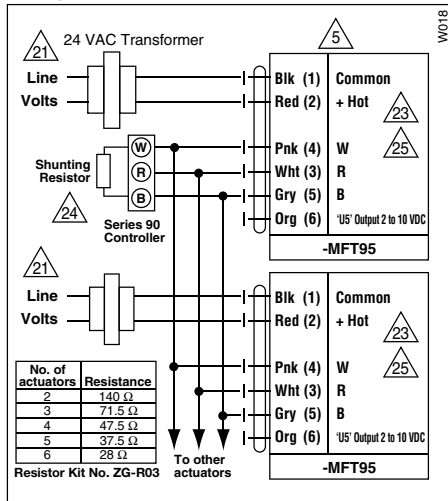 W018
21
24 VAC Transformer
5
Line
Volts
Blk (1) Common
Red (2) + Hot
23
Pnk (4) W
25
Wht (3) R
Gry (5) B
Org (6) 'U5' Output 2 to 10 VDC
-MFT95
W
R
B
Shunting
Resistor
24
Series 90
Controller
21
Line
Volts
Blk (1) Common
Red (2) + Hot
23
Pnk (4) W
25
Wht (3) R
Gry (5) B
Org (6) 'U5' Output 2 to 10 VDC
-MFT95
No. of actuators Resistance
2 140 Ω
3 71.5 Ω
4 47.5 Ω
5 37.5 Ω
6 28 Ω
Resistor Kit No. ZG-R03
To other
actuators